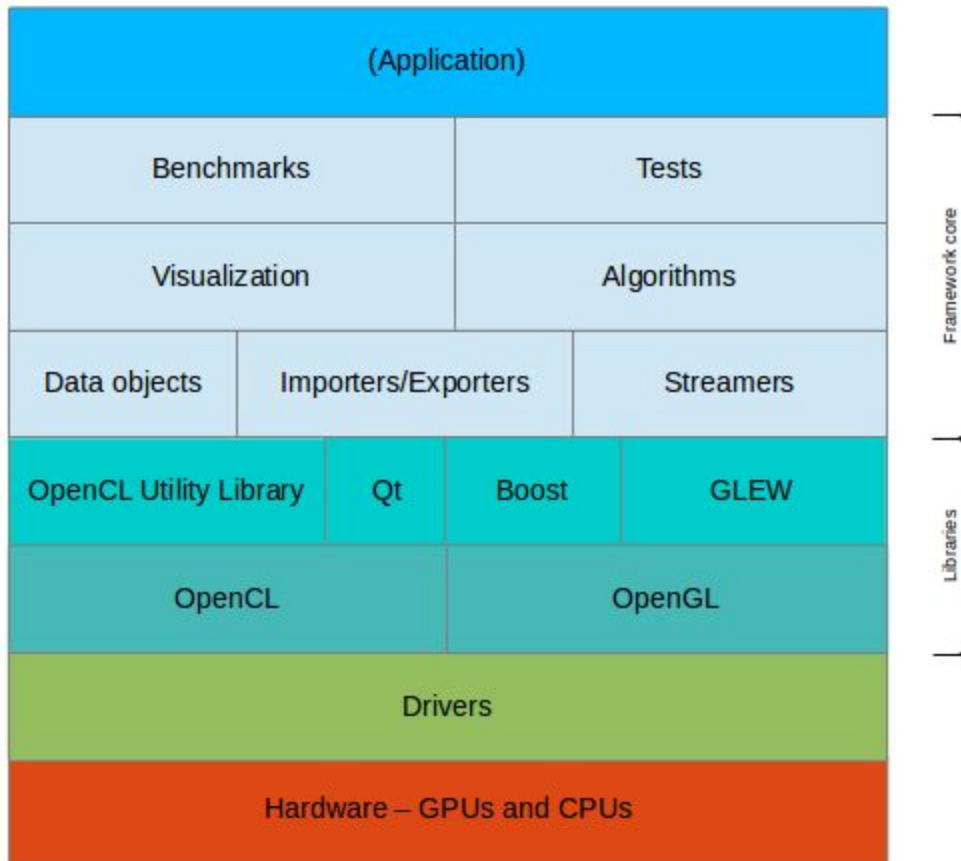 (Application)
Benchmarks
Tests
Visualization
Algorithms
Framework core
Data objects
Importers/Exporters
Streamers
OpenCL Utility Library
Qt
Boost
GLEW
Libraries
OpenCL
OpenGL
Drivers
Hardware – GPUs and CPUs